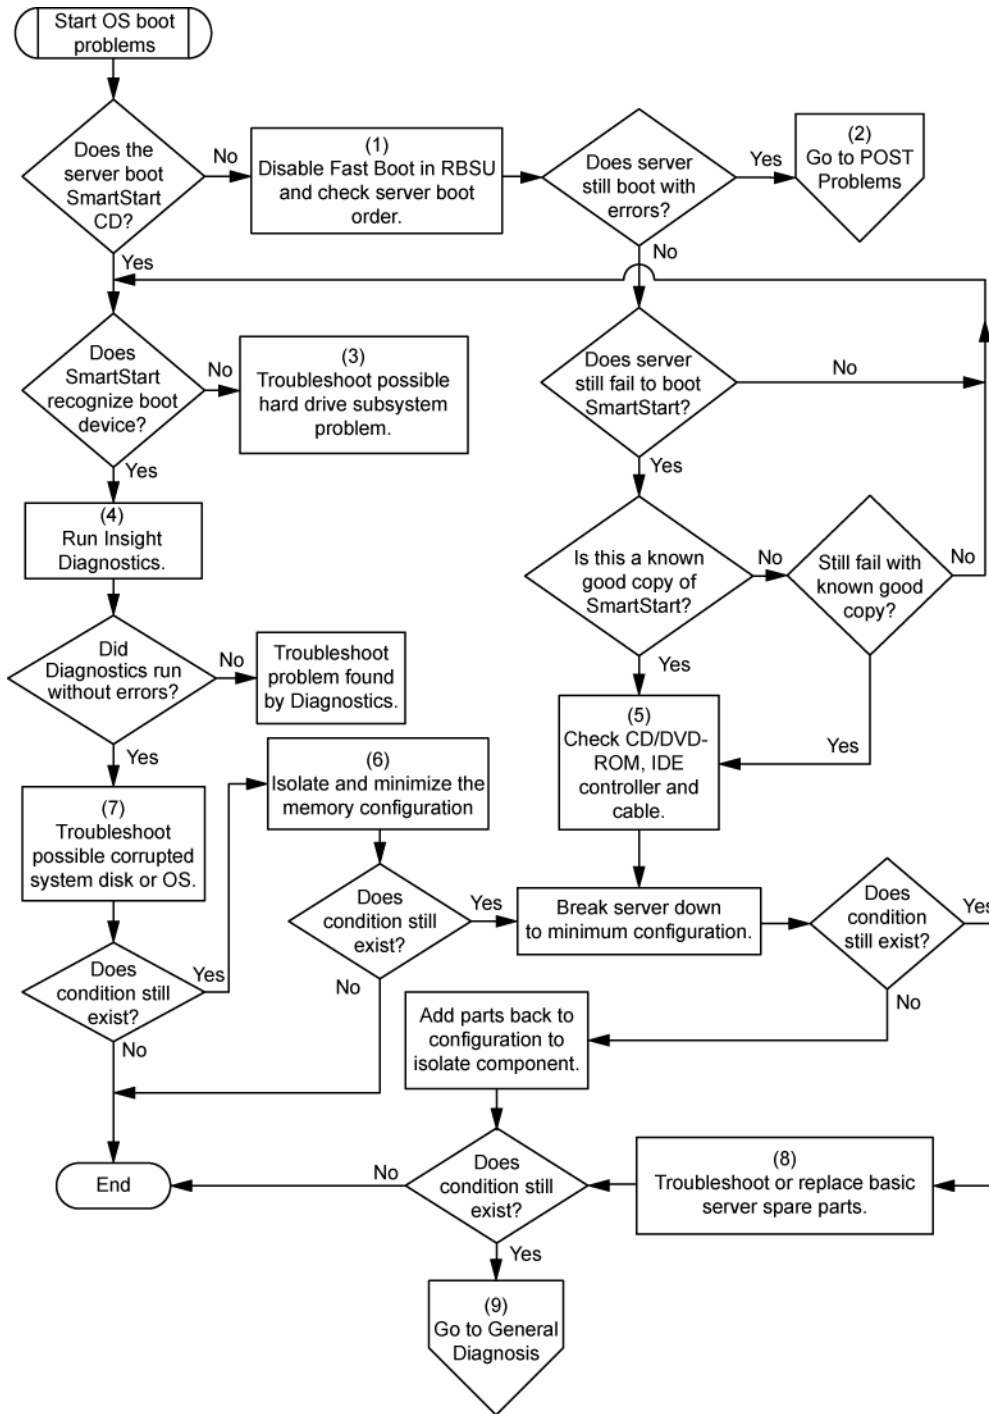 Start OS boot
problems
Does the
server boot
SmartStart
CD?
No
(1)
Disable Fast Boot in RBSU
and check server boot
order.
Does server
still boot with
errors?
Yes
(2)
Go to POST
Problems
Yes
No
Does
SmartStart
recognize boot
device?
No
(3)
Troubleshoot possible
hard drive subsystem
problem.
Does server
still fail to boot
SmartStart?
No
Yes
Yes
(4)
Run Insight
Diagnostics.
Is this a known
good copy of
SmartStart?
No
Still fail with
known good
copy?
No
Did
Diagnostics run
without errors?
No
Troubleshoot
problem found
by Diagnostics.
Yes
Yes
Yes
(5)
Check CD/DVD-
ROM, IDE
controller and
cable.
(6)
Isolate and minimize the
memory configuration
(7)
Troubleshoot
possible corrupted
system disk or OS.
Does
condition still
exist?
Yes
Break server down
to minimum configuration.
Does
condition still
exist?
Yes
Does
condition still
exist?
Yes
No
No
No
Add parts back to
configuration to
isolate component.
End
No
Does
condition still
exist?
(8)
Troubleshoot or replace basic
server spare parts.
Yes
(9)
Go to General
Diagnosis